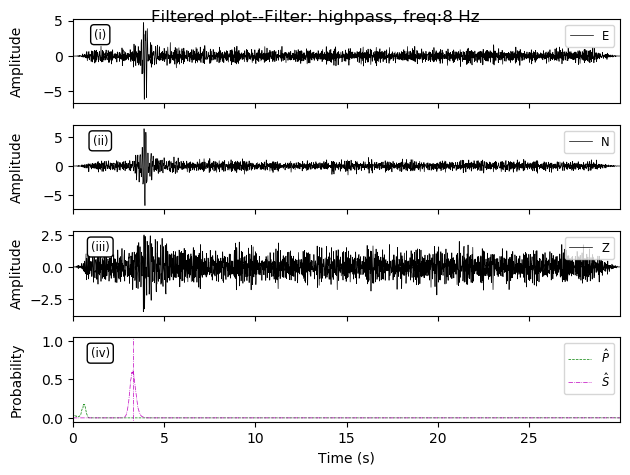 Filtered plot--Filter: highpass, freq:8 Hz
5
0
−5
Amplitude
(i)
E
5
0
−5
Amplitude
(ii)
N
2.5
0.0
−2.5
Amplitude
(iii)
Z
1.0
0.5
0.0
Probability
(iv)
P̂
Ŝ
0 5 10 15 20 25
Time (s)